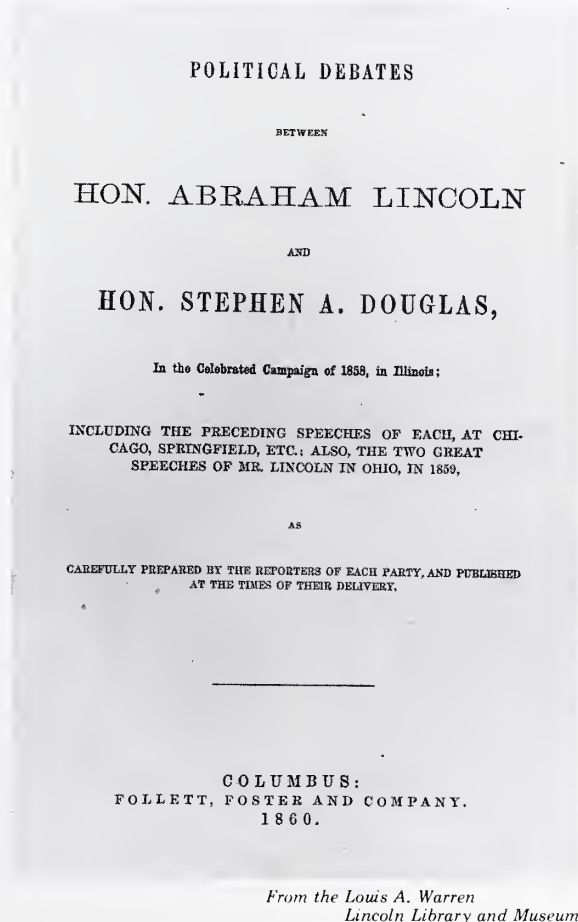 POLITICAL DEBATES
BETWEEN
HON. ABRAHAM LINCOLN
AND
HON. STEPHEN A. DOUGLAS,
In the Celebrated Campaign of 1858, in Illinois;
INCLUDING THE PRECEDING SPEECHES OF EACH, AT CHI-
CAGO, SPRINGFIELD, ETC.; ALSO, THE TWO GREAT
SPEECHES OF MR. LINCOLN IN OHIO, IN 1859,
AS
CAREFULLY PREPARED BY THE REPORTERS OF EACH PARTY, AND PUBLISHED
AT THE TIMES OF THEIR DELIVERY.
COLUMBUS:
FOLLETT, FOSTER AND COMPANY.
1860.
From the Louis A. Warren
Lincoln Library and Museum